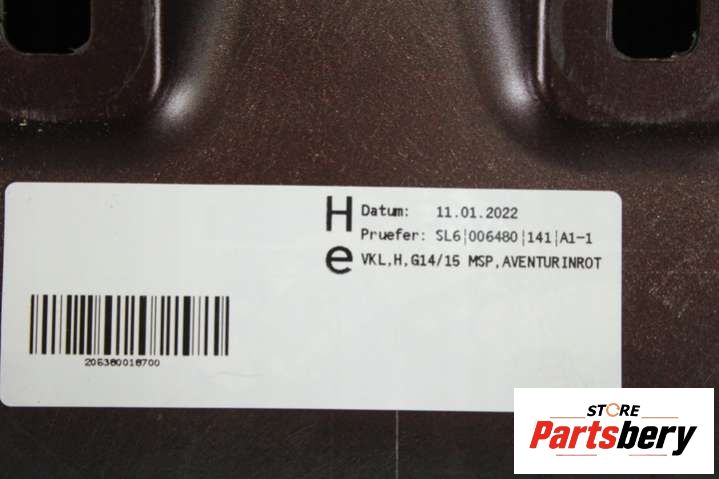 H
e
Datum: 11.01.2022
Pruefer: SL6|006480|141|A1-1
VKL,H,G14/15 MSP,AVENTURINROT
206380018700
STORE
Partsbery